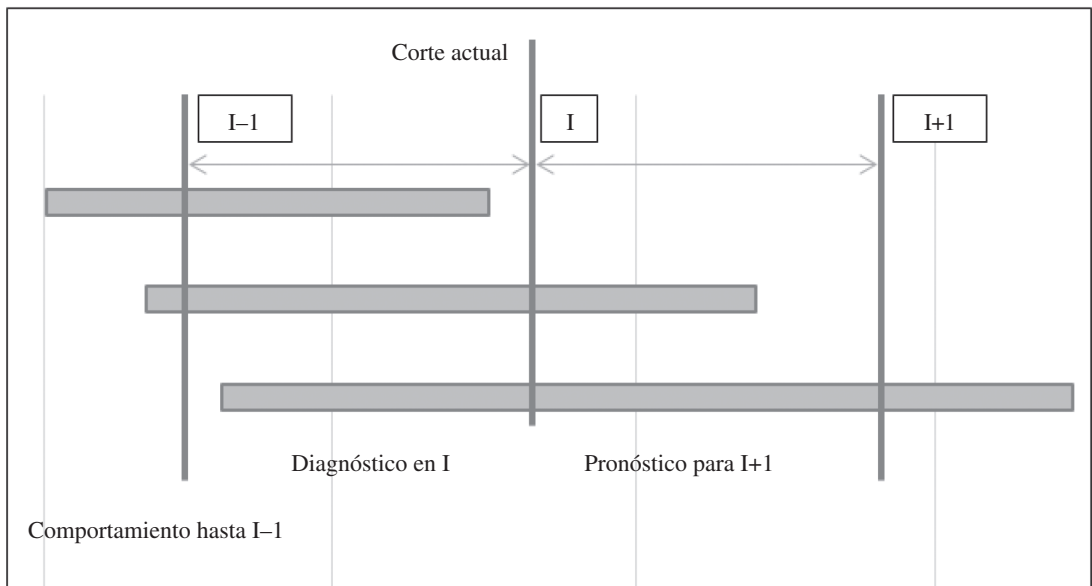 Corte actual
I–1
I
I+1
Diagnóstico en I
Pronóstico para I+1
Comportamiento hasta I–1